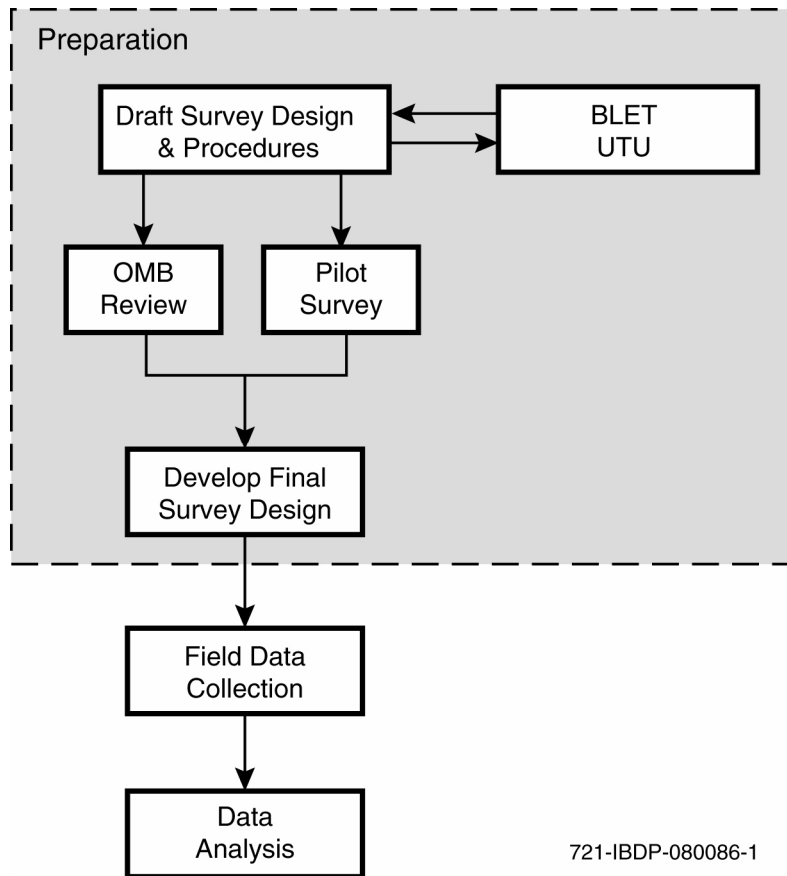 Preparation
Draft Survey Design
& Procedures
BLET
UTU
OMB
Review
Pilot
Survey
Develop Final
Survey Design
Field Data
Collection
Data
Analysis
721-IBDP-080086-1